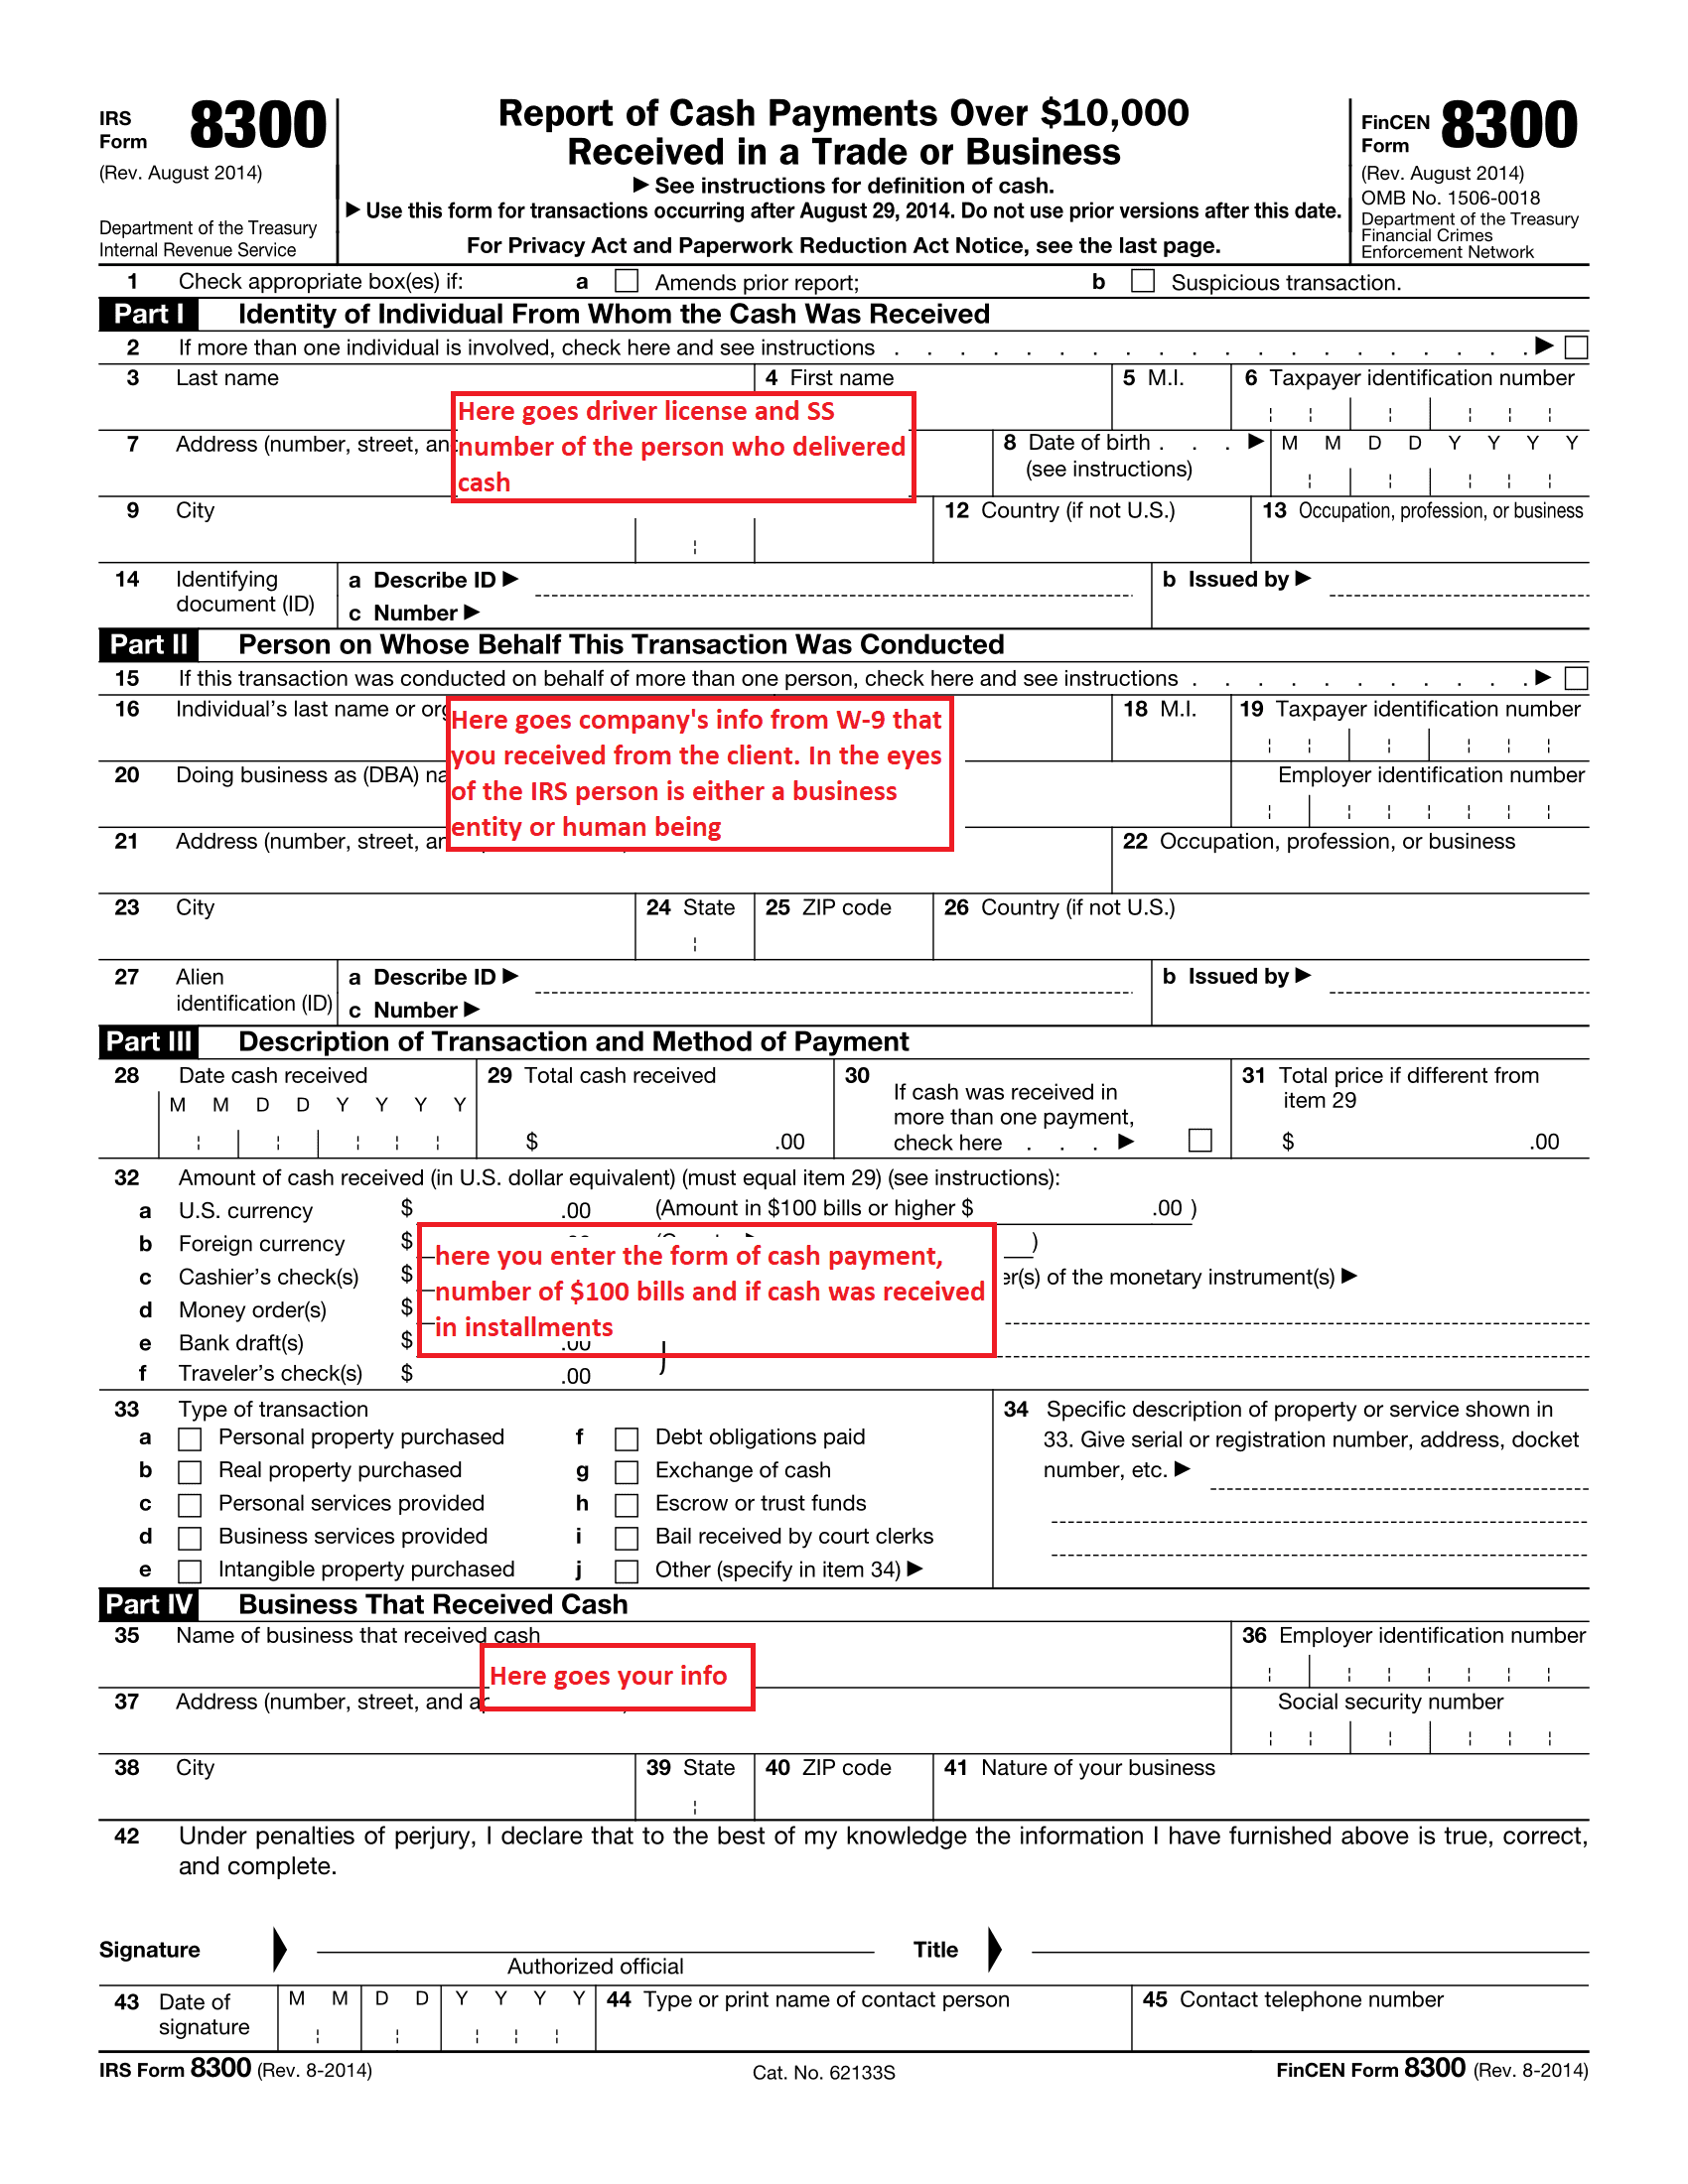 IRS Form 8300
(Rev. August 2014)
Department of the Treasury
Internal Revenue Service
Report of Cash Payments Over $10,000
Received in a Trade or Business
▶ See instructions for definition of cash.
▶ Use this form for transactions occurring after August 29, 2014. Do not use prior versions after this date.
For Privacy Act and Paperwork Reduction Act Notice, see the last page.
FinCEN Form 8300
(Rev. August 2014)
OMB No. 1506-0018
Department of the Treasury
Financial Crimes
Enforcement Network
1 Check appropriate box(es) if: a Amends prior report; b Suspicious transaction.
Part I Identity of Individual From Whom the Cash Was Received
2 If more than one individual is involved, check here and see instructions . . . . . . . . . . . . . . . . . . . . ▶
3 Last name 4 First name 5 M.I. 6 Taxpayer identification number
Here goes driver license and SS
number of the person who delivered
cash
7 Address (number, street, 8 Date of birth . . . ▶ M M D D Y Y Y Y
(see instructions)
9 City 12 Country (if not U.S.) 13 Occupation, profession, or business
14 Identifying document (ID) a Describe ID ▶ b Issued by ▶
c Number ▶
Part II Person on Whose Behalf This Transaction Was Conducted
15 If this transaction was conducted on behalf of more than one person, check here and see instructions . . . . . . . . . . . ▶
16 Individual's last name or 18 M.I. 19 Taxpayer identification number
Here goes company's info from W-9 that
you received from the client. In the eyes
of the IRS person is either a business
entity or human being
20 Doing business as (DBA) Employer identification number
21 Address (number, street, 22 Occupation, profession, or business
23 City 24 State 25 ZIP code 26 Country (if not U.S.)
27 Alien identification (ID) a Describe ID ▶ b Issued by ▶
c Number ▶
Part III Description of Transaction and Method of Payment
28 Date cash received 29 Total cash received 30 If cash was received in 31 Total price if different from
M M D D Y Y Y Y more than one payment, item 29
$ .00 check here . . . ▶ $ .00
32 Amount of cash received (in U.S. dollar equivalent) (must equal item 29) (see instructions):
a U.S. currency $ .00 (Amount in $100 bills or higher $ .00 )
b Foreign currency $ )
c Cashier's check(s) $ of the monetary instrument(s) ▶
d Money order(s) $
e Bank draft(s) $ .00
f Traveler's check(s) $ .00
here you enter the form of cash payment,
number of $100 bills and if cash was received
in installments
33 Type of transaction
a Personal property purchased f Debt obligations paid
b Real property purchased g Exchange of cash
c Personal services provided h Escrow or trust funds
d Business services provided i Bail received by court clerks
e Intangible property purchased j Other (specify in item 34) ▶
34 Specific description of property or service shown in
33. Give serial or registration number, address, docket
number, etc. ▶
Part IV Business That Received Cash
35 Name of business that received cash 36 Employer identification number
Here goes your info
37 Address (number, street, and Social security number
38 City 39 State 40 ZIP code 41 Nature of your business
42 Under penalties of perjury, I declare that to the best of my knowledge the information I have furnished above is true, correct,
and complete.
Signature Title
Authorized official
43 Date of signature M M D D Y Y Y Y 44 Type or print name of contact person 45 Contact telephone number
IRS Form 8300 (Rev. 8-2014) Cat. No. 62133S FinCEN Form 8300 (Rev. 8-2014)